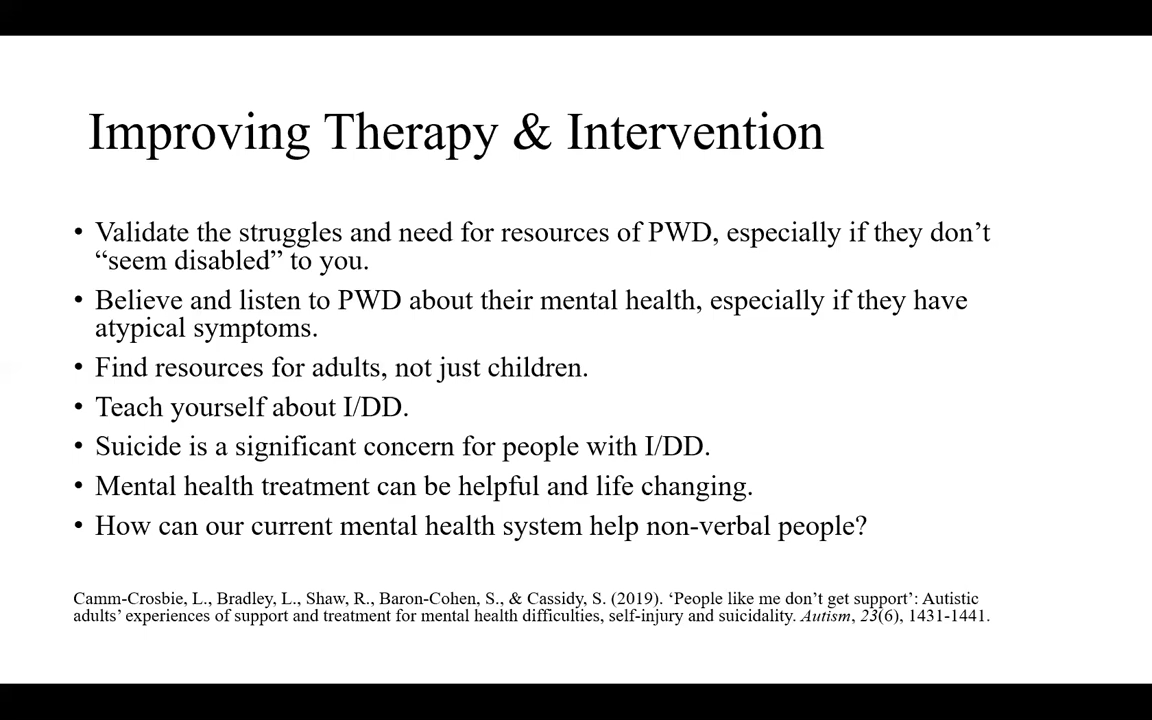 Improving Therapy & Intervention
• Validate the struggles and need for resources of PWD, especially if they don’t
“seem disabled” to you.
• Believe and listen to PWD about their mental health, especially if they have
atypical symptoms.
• Find resources for adults, not just children.
• Teach yourself about I/DD.
• Suicide is a significant concern for people with I/DD.
• Mental health treatment can be helpful and life changing.
• How can our current mental health system help non-verbal people?
Camm-Crosbie, L., Bradley, L., Shaw, R., Baron-Cohen, S., & Cassidy, S. (2019). ‘People like me don’t get support’: Autistic
adults’ experiences of support and treatment for mental health difficulties, self-injury and suicidality. Autism, 23(6), 1431-1441.